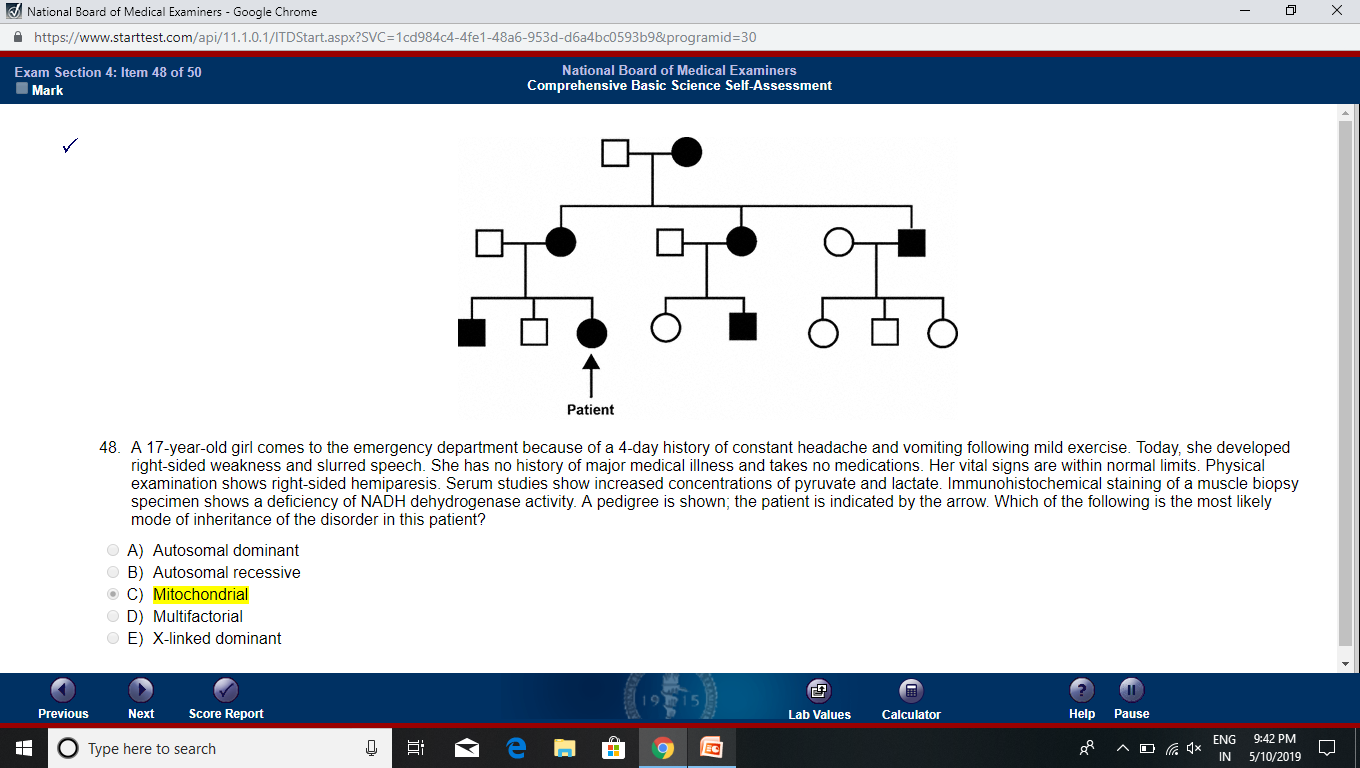 National Board of Medical Examiners - Google Chrome
https://www.starttest.com/api/11.1.0.1/ITDStart.aspx?SVC=1cd984c4-4fe1-48a6-953d-d6a4bc0593b9&programid=30
Exam Section 4: Item 48 of 50
National Board of Medical Examiners
Mark
Comprehensive Basic Science Self-Assessment
Patient
48. A 17-year-old girl comes to the emergency department because of a 4-day history of constant headache and vomiting following mild exercise. Today, she developed
right-sided weakness and slurred speech. She has no history of major medical illness and takes no medications. Her vital signs are within normal limits. Physical
examination shows right-sided hemiparesis. Serum studies show increased concentrations of pyruvate and lactate. Immunohistochemical staining of a muscle biopsy
specimen shows a deficiency of NADH dehydrogenase activity. A pedigree is shown; the patient is indicated by the arrow. Which of the following is the most likely
mode of inheritance of the disorder in this patient?
A) Autosomal dominant
B) Autosomal recessive
C) Mitochondrial
D) Multifactorial
E) X-linked dominant
Previous
Next
Score Report
1915
Lab Values
Calculator
Help
Pause
Type here to search
ENG
IN
9:42 PM
5/10/2019